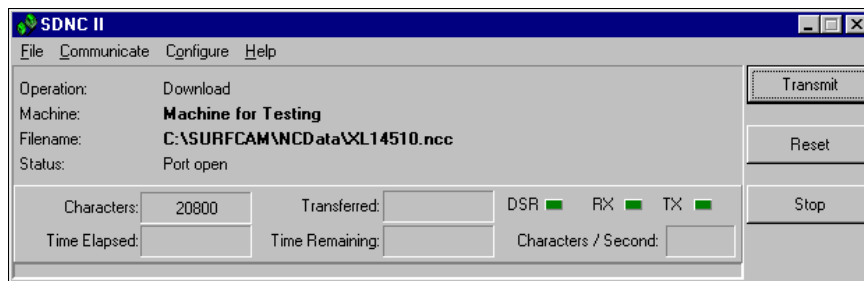 SDNC II
File Communicate Configure Help
Operation: Download
Machine: Machine for Testing
Filename: C:\SURFCAM\NCData\XL14510.ncc
Status: Port open
Transmit
Reset
Stop
Characters: 20800 Transferred: DSR RX TX
Time Elapsed: Time Remaining: Characters / Second: